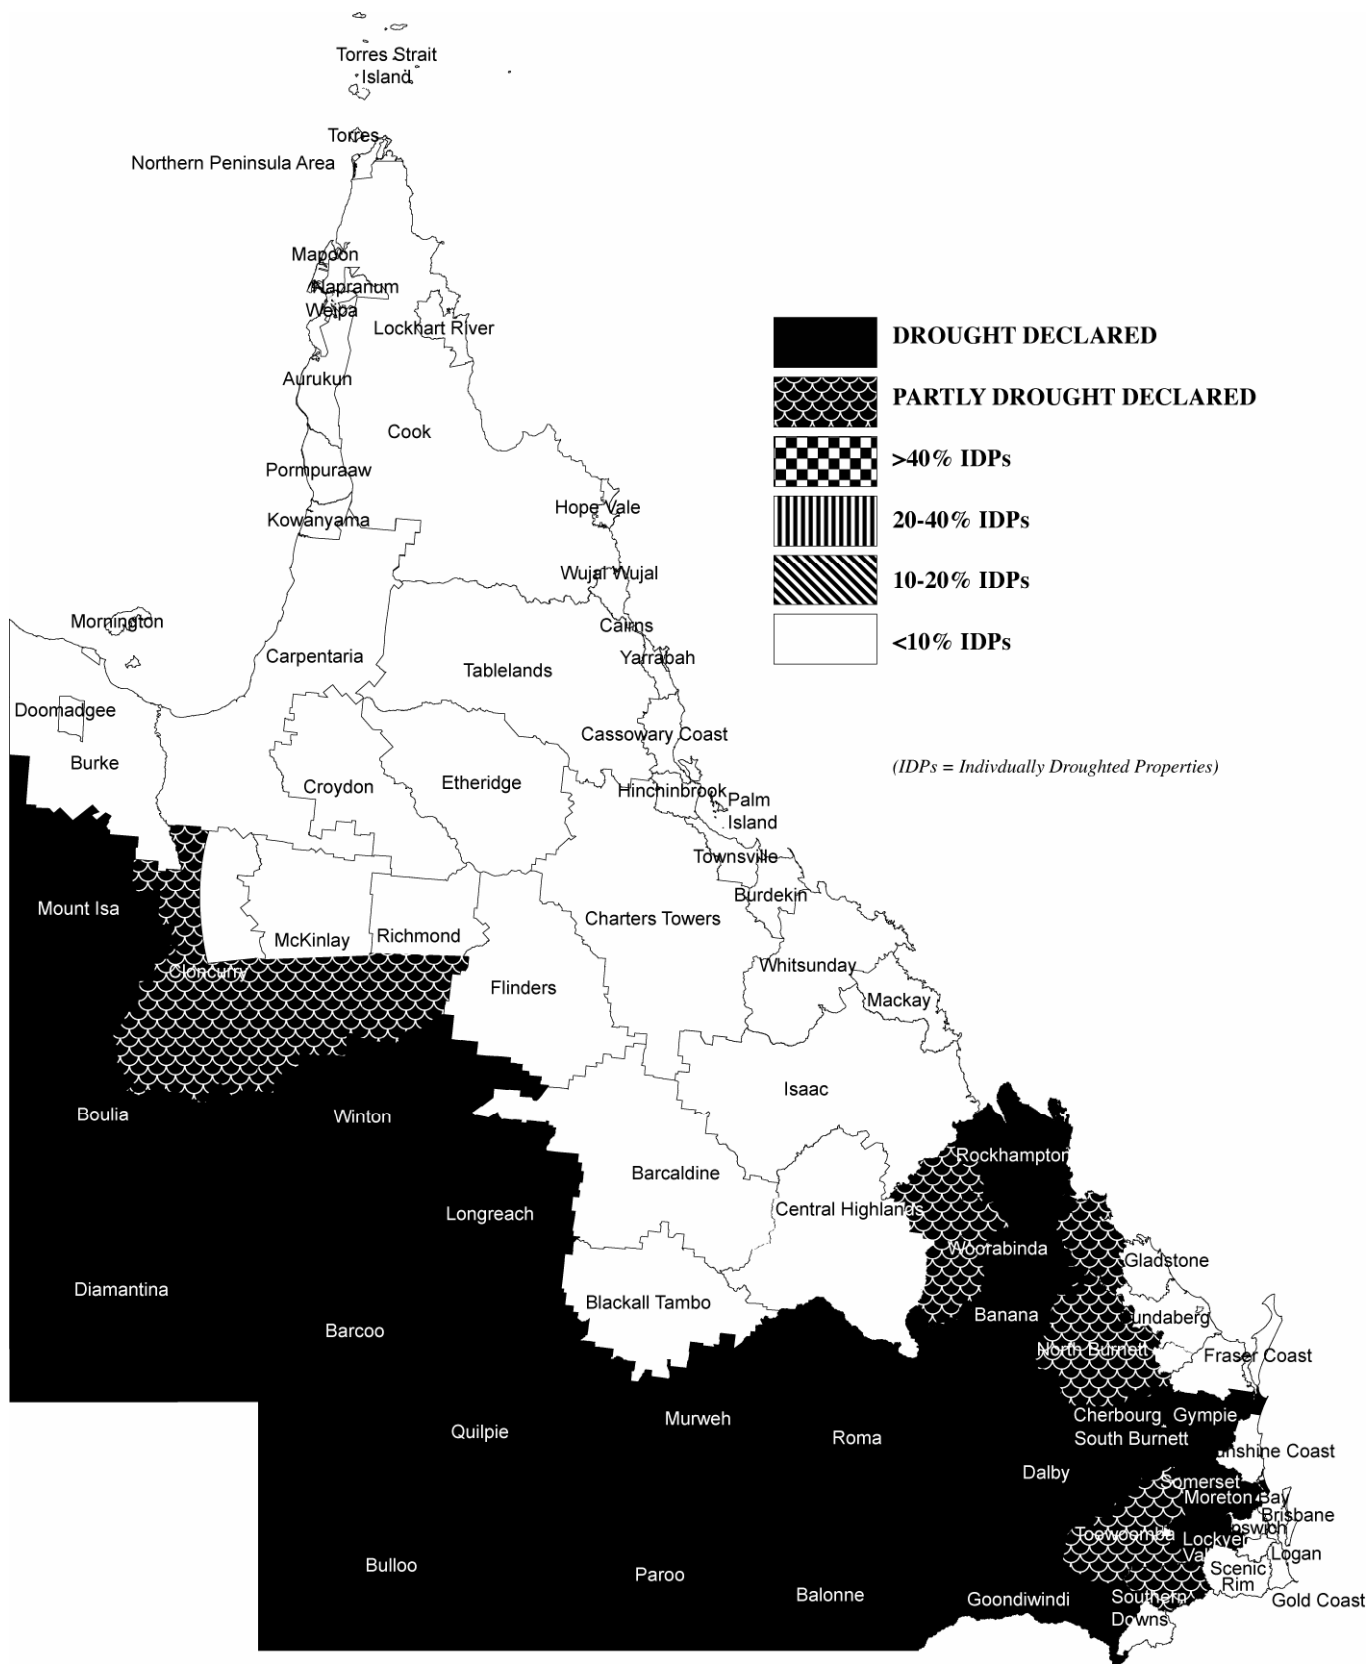 Torres Strait
Island
Torres
Northern Peninsula Area
Mapoon
Napranum
Weipa
Lockhart River
Aurukun
Cook
Pormpuraaw
Kowanyama
Hope Vale
Wujal Wujal
Mornington
Cairns
Carpentaria
Tablelands
Yarrabah
Doomadgee
Cassowary Coast
Burke
Croydon
Etheridge
Hinchinbrook
Palm
Island
Townsville
Burdekin
Mount Isa
McKinlay
Richmond
Charters Towers
Cloncurry
Flinders
Whitsunday
Mackay
Isaac
Boulia
Winton
Rockhampton
Barcaldine
Longreach
Central Highlands
Woorabinda
Gladstone
Diamantina
Blackall Tambo
Banana
undaberg
Barcoo
North Burnett
Fraser Coast
Quilpie
Murweh
Roma
Cherbourg
Gympie
South Burnett
nshine Coast
Dalby
Somerset
Moreton Bay
Brisbane
Toowoomba
Lockyer
Val
pswich
Logan
Scenic
Rim
Bulloo
Paroo
Balonne
Goondiwindi
Southern
Downs
Gold Coast
DROUGHT DECLARED
PARTLY DROUGHT DECLARED
>40% IDPs
20-40% IDPs
10-20% IDPs
<10% IDPs
(IDPs = Indivdually Droughted Properties)